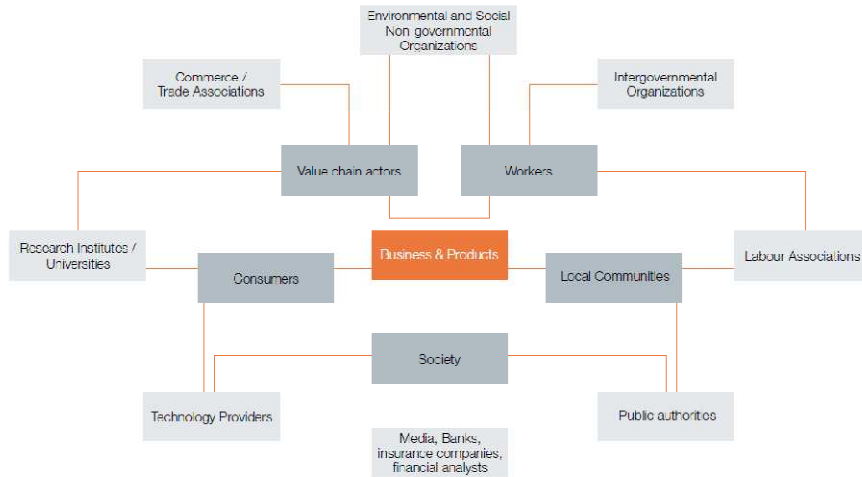 Environmental and Social
Non-governmental
Organizations
Commerce /
Trade Associations
Intergovernmental
Organizations
Value chain actors
Workers
Research Institutes /
Universities
Business & Products
Labour Associations
Consumers
Local Communities
Society
Technology Providers
Public authorities
Media, Banks,
insurance companies,
financial analysts